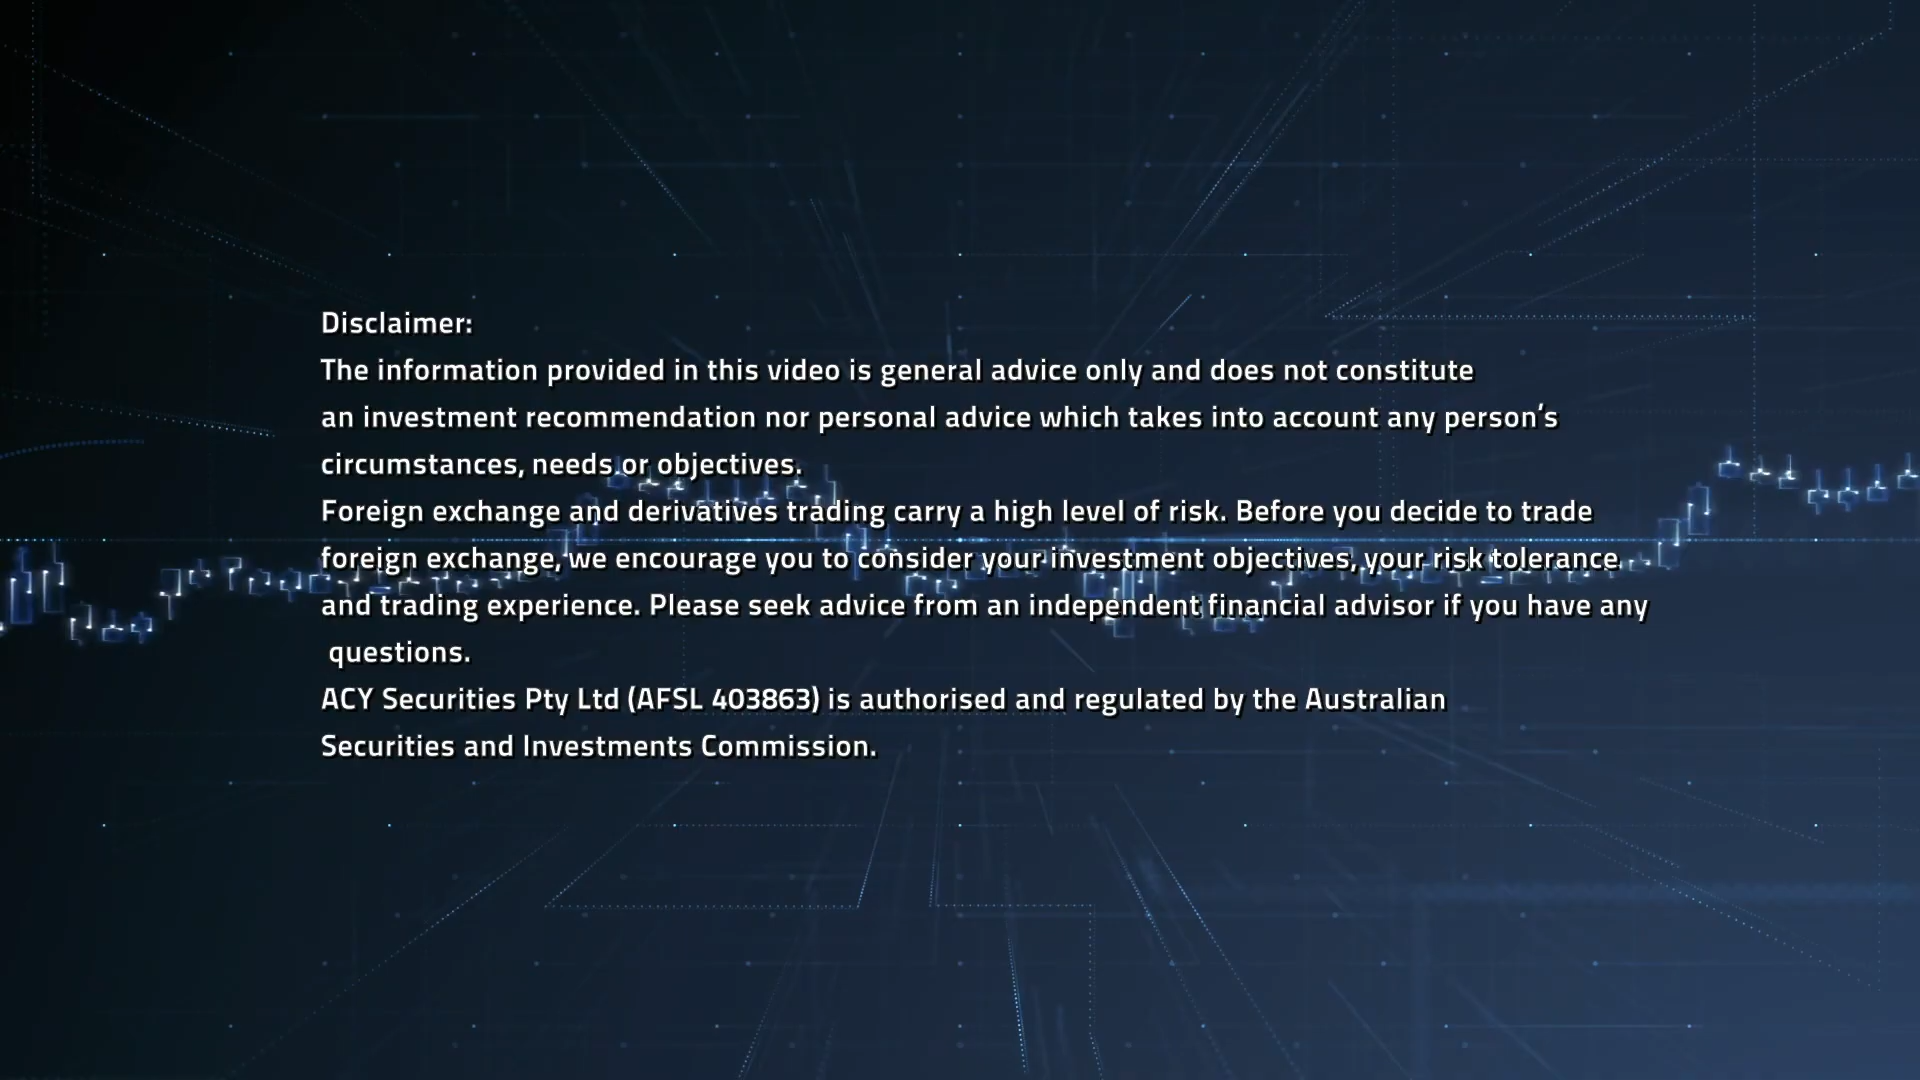 Disclaimer:
The information provided in this video is general advice only and does not constitute
an investment recommendation nor personal advice which takes into account any person's
circumstances, needs or objectives.
Foreign exchange and derivatives trading carry a high level of risk. Before you decide to trade
foreign exchange, we encourage you to consider your investment objectives, your risk tolerance
and trading experience. Please seek advice from an independent financial advisor if you have any
questions.
ACY Securities Pty Ltd (AFSL 403863) is authorised and regulated by the Australian
Securities and Investments Commission.